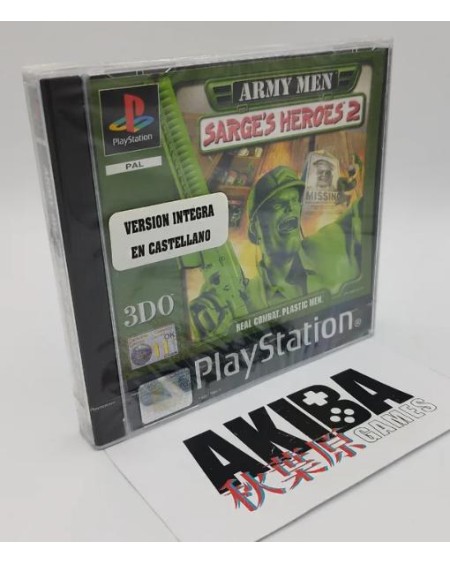 ARMY MEN
SARGE'S HEROES 2
PlayStation
PAL
MISSING
VERSION INTEGRA
EN CASTELLANO
3DO
11
REAL COMBAT. PLASTIC MEN.
PlayStation®
AKIBA
秋葉原 GAMES